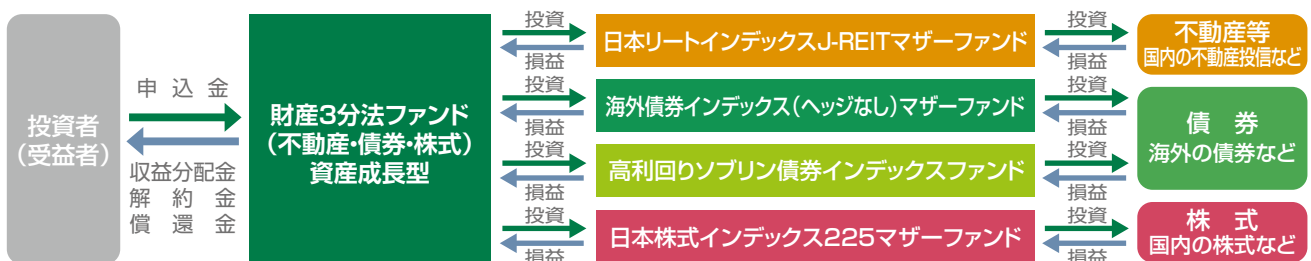 投資者
(受益者)
申込金
収益分配金
解約金
償還金
財産3分法ファンド
(不動産・債券・株式)
資産成長型
投資
損益
日本リートインデックスJ-REITマザーファンド
投資
損益
不動産等
国内の不動産投信など
投資
損益
海外債券インデックス(ヘッジなし)マザーファンド
投資
損益
債券
海外の債券など
投資
損益
高利回りソブリン債券インデックスファンド
投資
損益
投資
損益
日本株式インデックス225マザーファンド
投資
損益
株式
国内の株式など